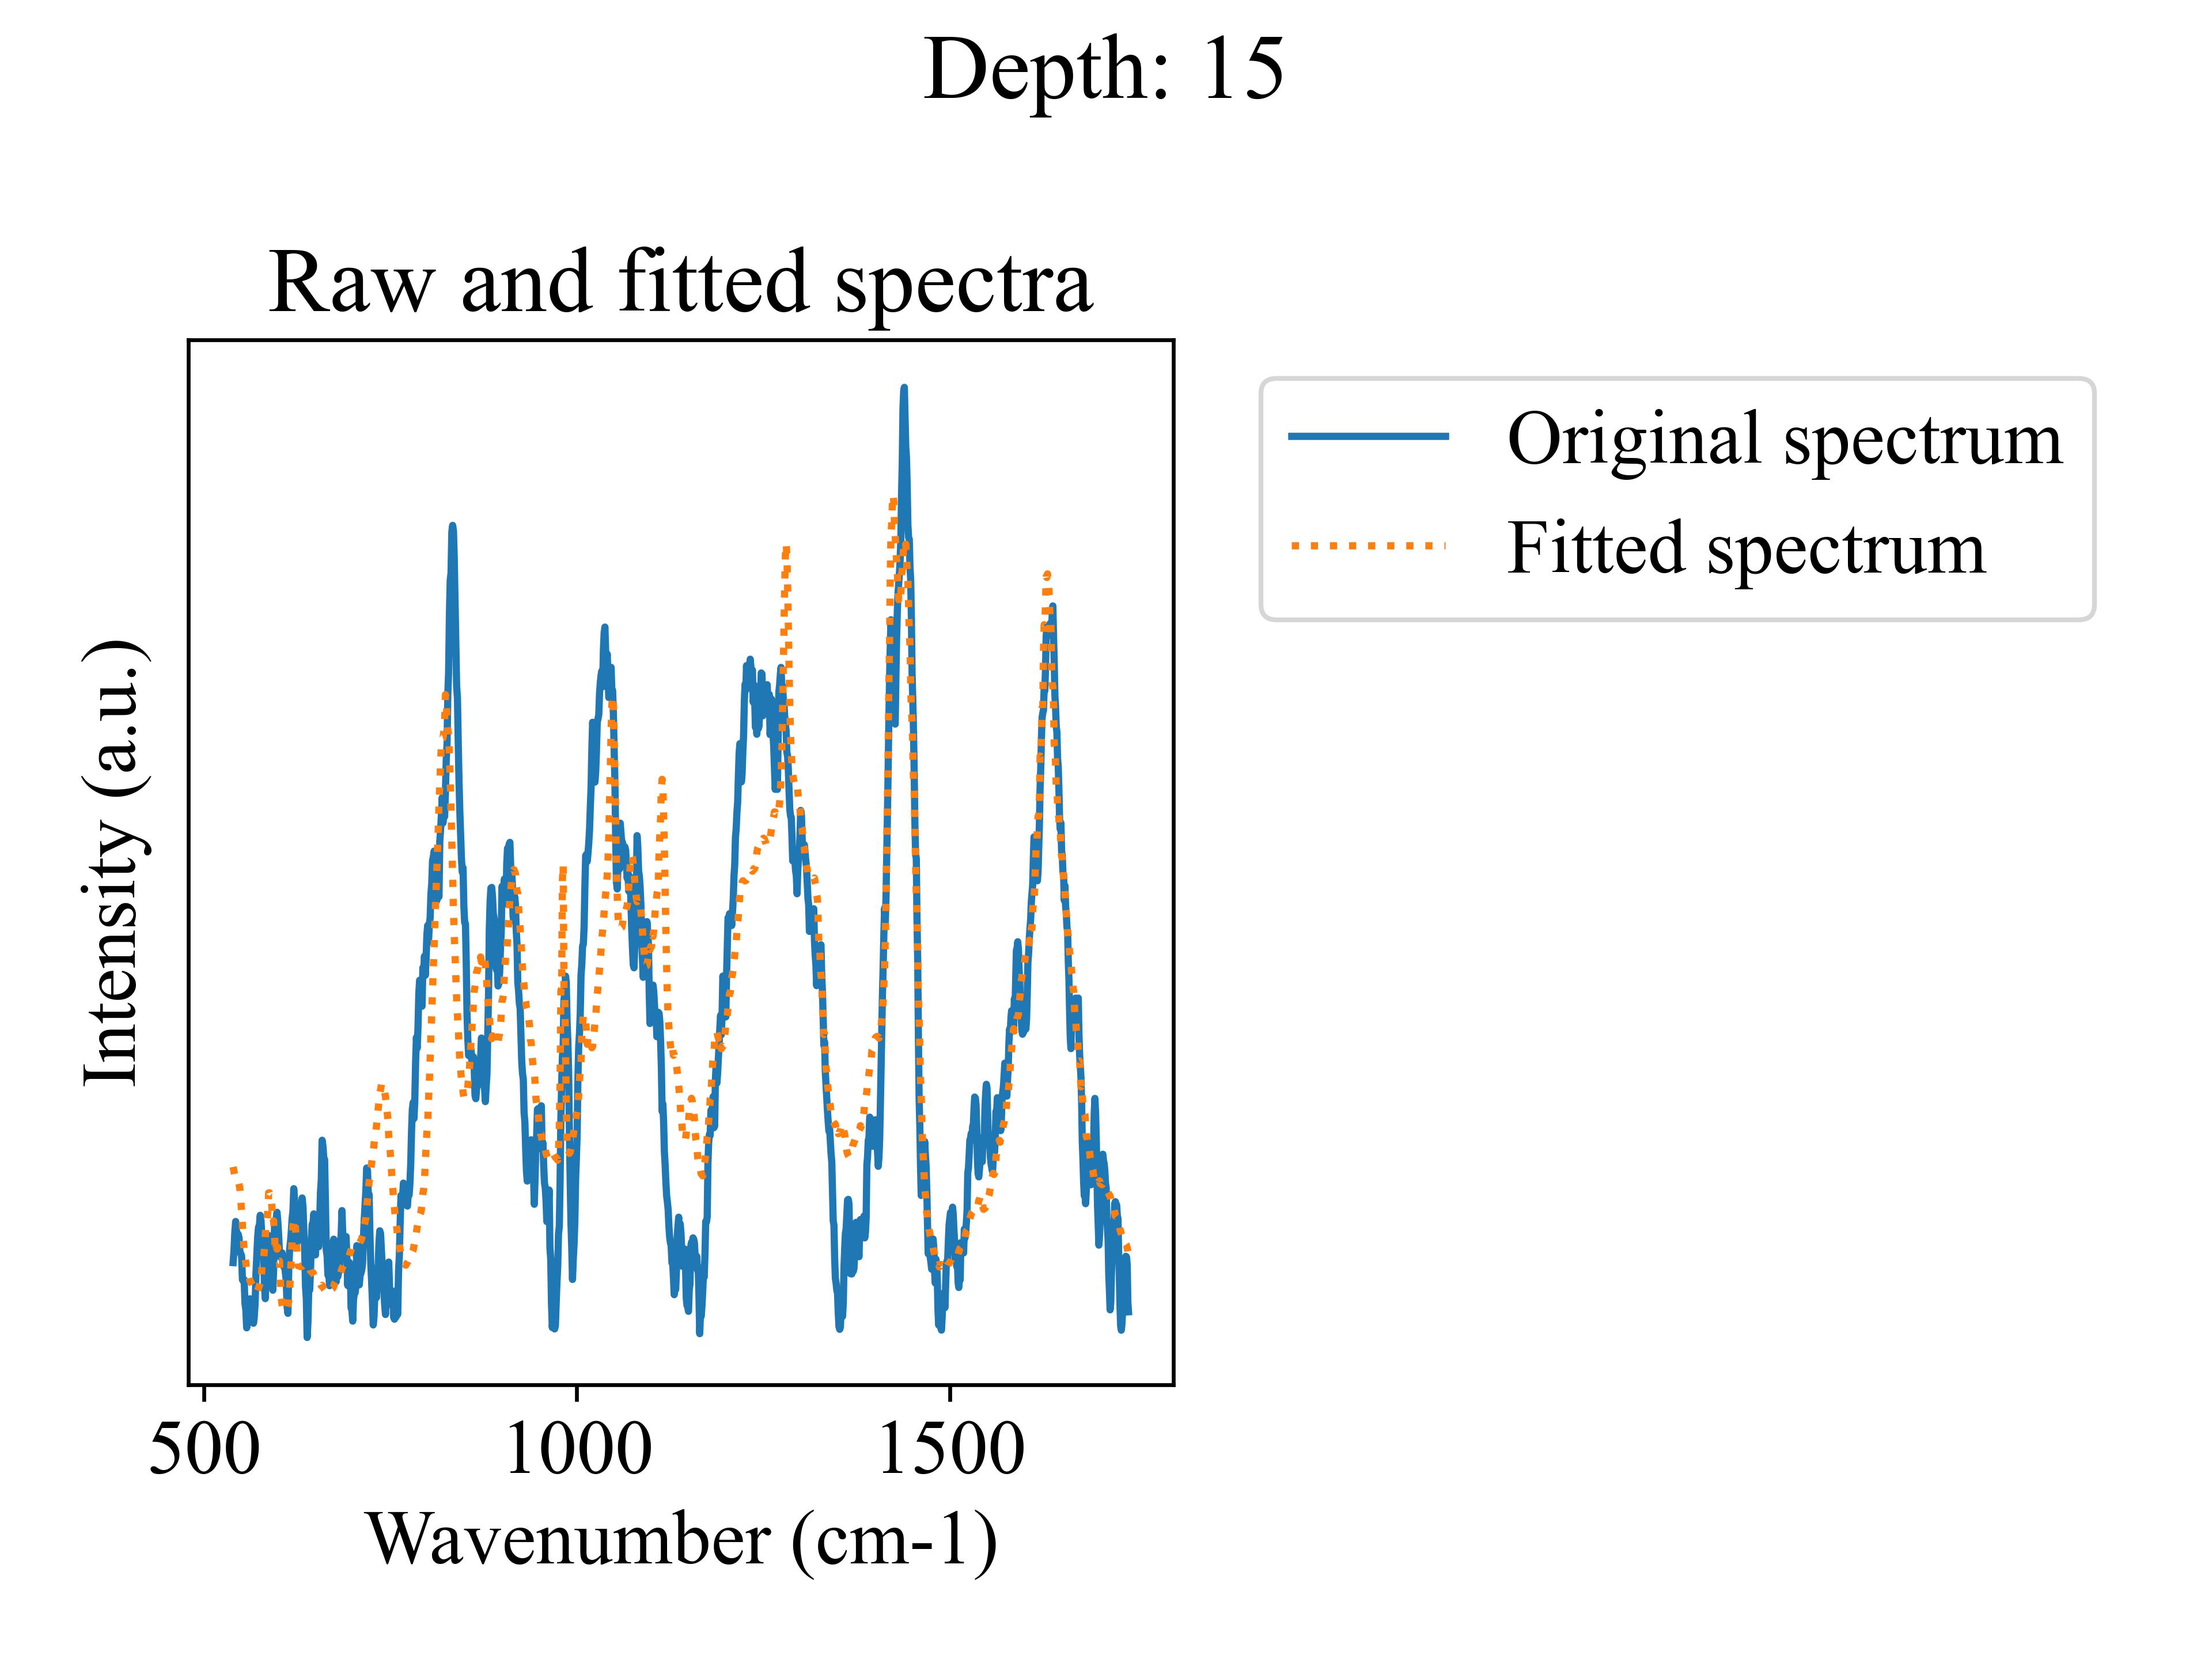 Depth: 15
Raw and fitted spectra
Original spectrum
Fitted spectrum
Intensity (a.u.)
500 1000 1500
Wavenumber (cm-1)